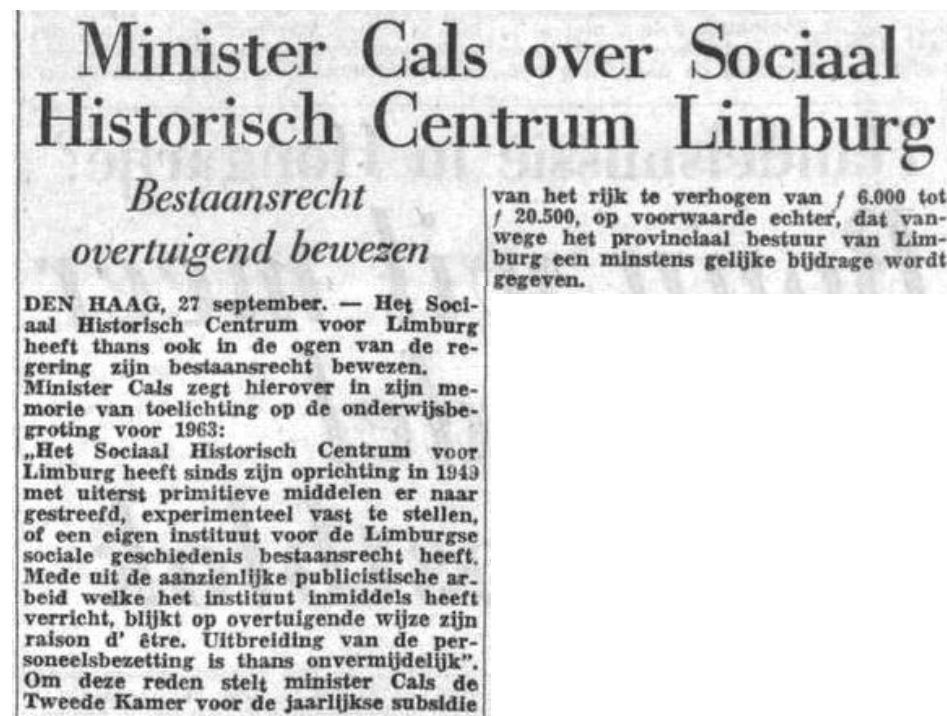 Minister Cals over Sociaal
Historisch Centrum Limburg
Bestaansrecht
overtuigend bewezen
DEN HAAG, 27 september. — Het Soci-
aal Historisch Centrum voor Limburg
heeft thans ook in de ogen van de re-
gering zijn bestaansrecht bewezen.
Minister Cals zegt hierover in zijn me-
morie van toelichting op de onderwijsbe-
groting voor 1963:
„Het Sociaal Historisch Centrum voor
Limburg heeft sinds zijn oprichting in 1949
met uiterst primitieve middelen er naar
gestreefd, experimenteel vast te stellen,
of een eigen instituut voor de Limburgse
sociale geschiedenis bestaansrecht heeft.
Mede uit de aanzienlijke publicistische ar-
beid welke het instituut inmiddels heeft
verricht, blijkt op overtuigende wijze zijn
raison d' être. Uitbreiding van de per-
soneelsbezetting is thans onvermijdelijk”.
Om deze reden stelt minister Cals de
Tweede Kamer voor de jaarlijkse subsidie
van het rijk te verhogen van ƒ 6.000 tot
ƒ 20.500, op voorwaarde echter, dat van-
wege het provinciaal bestuur van Lim-
burg een minstens gelijke bijdrage wordt
gegeven.